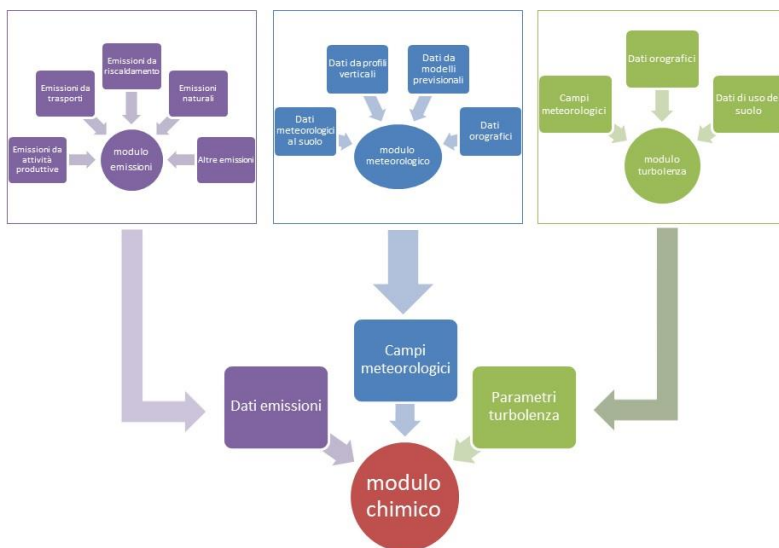 Emissioni da
attività
produttive
Emissioni da
trasporti
Emissioni da
riscaldamento
Emissioni
naturali
Altre emissioni
modulo
emissioni
Dati
meteorologici
al suolo
Dati da profili
verticali
Dati da
modelli
previsionali
Dati
orografici
modulo
meteorologico
Campi
meteorologici
Dati orografici
Dati di uso de
suolo
modulo
turbolenza
Dati emissioni
Campi
meteorologici
Parametri
turbolenza
modulo
chimico